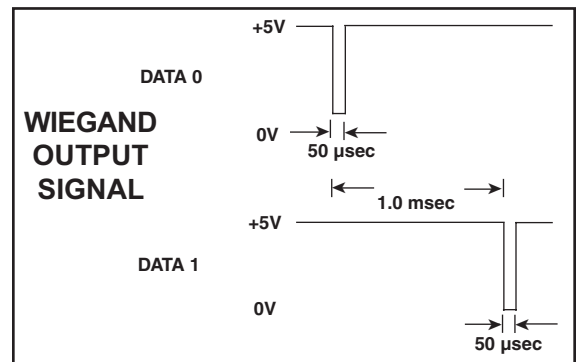 +5V
DATA 0
WIEGAND
OUTPUT
SIGNAL
0V
50 µsec
1.0 msec
+5V
DATA 1
0V
50 µsec